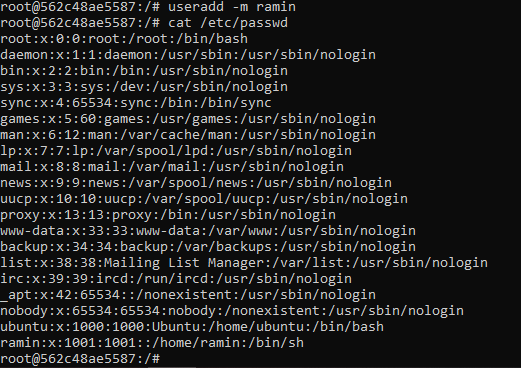 root@562c48ae5587:/# useradd -m ramin
root@562c48ae5587:/# cat /etc/passwd
root:x:0:0:root:/root:/bin/bash
daemon:x:1:1:daemon:/usr/sbin:/usr/sbin/nologin
bin:x:2:2:bin:/bin:/usr/sbin/nologin
sys:x:3:3:sys:/dev:/usr/sbin/nologin
sync:x:4:65534:sync:/bin:/bin/sync
games:x:5:60:games:/usr/games:/usr/sbin/nologin
man:x:6:12:man:/var/cache/man:/usr/sbin/nologin
lp:x:7:7:lp:/var/spool/lpd:/usr/sbin/nologin
mail:x:8:8:mail:/var/mail:/usr/sbin/nologin
news:x:9:9:news:/var/spool/news:/usr/sbin/nologin
uucp:x:10:10:uucp:/var/spool/uucp:/usr/sbin/nologin
proxy:x:13:13:proxy:/bin:/usr/sbin/nologin
www-data:x:33:33:www-data:/var/www:/usr/sbin/nologin
backup:x:34:34:backup:/var/backups:/usr/sbin/nologin
list:x:38:38:Mailing List Manager:/var/list:/usr/sbin/nologin
irc:x:39:39:ircd:/run/ircd:/usr/sbin/nologin
_apt:x:42:65534::/nonexistent:/usr/sbin/nologin
nobody:x:65534:65534:nobody:/nonexistent:/usr/sbin/nologin
ubuntu:x:1000:1000:Ubuntu:/home/ubuntu:/bin/bash
ramin:x:1001:1001::/home/ramin:/bin/sh
root@562c48ae5587:/#